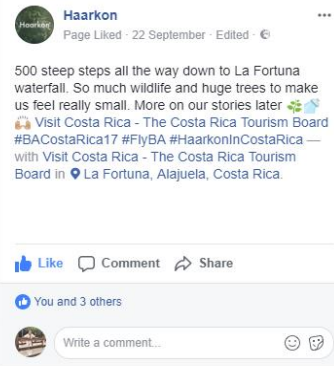 Haarkon
Haarkon
Page Liked · 22 September · Edited ·
500 steep steps all the way down to La Fortuna
waterfall. So much wildlife and huge trees to make
us feel really small. More on our stories later 🌿
🙌🏼 Visit Costa Rica - The Costa Rica Tourism Board
#BACostaRica17 #FlyBA #HaarkonInCostaRica —
with Visit Costa Rica - The Costa Rica Tourism
Board in La Fortuna, Alajuela, Costa Rica.
Like Comment Share
You and 3 others
Write a comment...